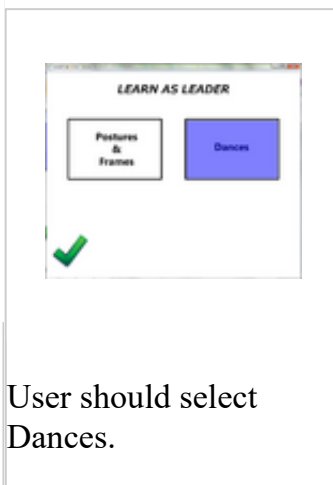 LEARN AS LEADER
Postures
&
Frames
Dances
User should select
Dances.